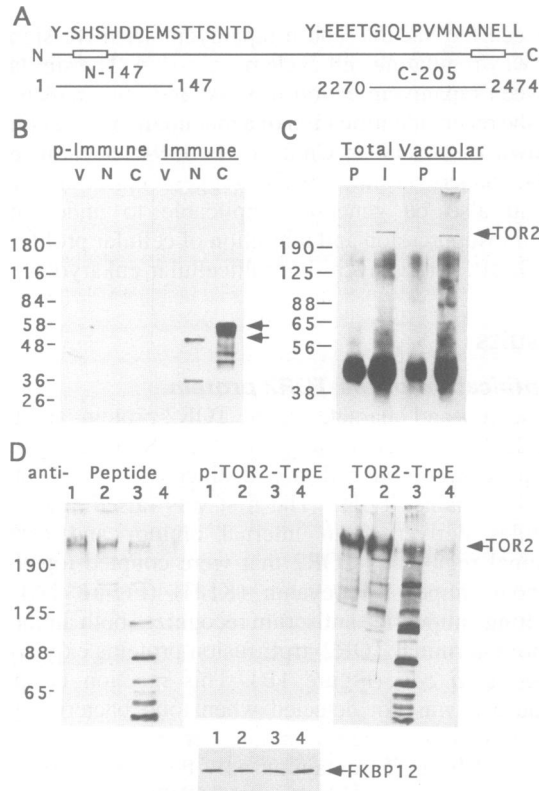 A
Y-SHSHDDEMSTTSNTD Y-EEETGIQLPVMNANELL
N C
N-147 C-205
1 147 2270 2474
B
p-Immune Immune
V N C V N C
180-
116-
84-
58-
48-
36-
26-
C
Total Vacuolar
P I P I
TOR2
190-
125-
88-
65-
56-
38-
D
anti- Peptide p-TOR2-TrpE TOR2-TrpE
1 2 3 4 1 2 3 4 1 2 3 4
TOR2
190-
125-
88-
65-
1 2 3 4
FKBP12